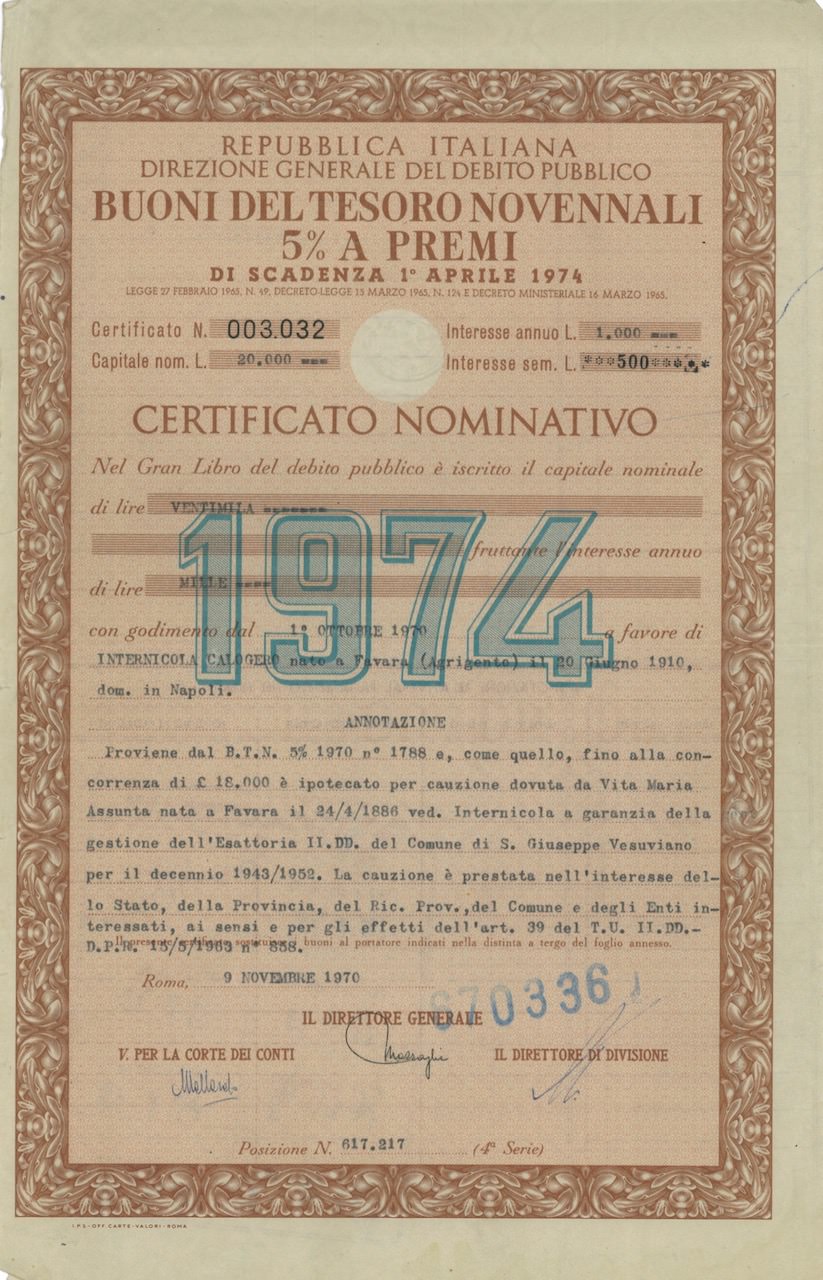 REPUBBLICA ITALIANA
DIREZIONE GENERALE DEL DEBITO PUBBLICO
BUONI DEL TESORO NOVENNALI
5% A PREMI
DI SCADENZA 1° APRILE 1974
LEGGE 27 FEBBRAIO 1965, N. 49, DECRETO-LEGGE 15 MARZO 1965, N. 124 E DECRETO MINISTERIALE 16 MARZO 1965.
Certificato N. 003.032 Interesse annuo L. 1.000 ===
Capitale nom. L. 20.000 === Interesse sem. L. ***500*****
CERTIFICATO NOMINATIVO
Nel Gran Libro del debito pubblico è iscritto il capitale nominale
di lire VENTIMILA =======
fruttante l'interesse annuo
di lire MILLE ====
1974
con godimento dal 1° OTTOBRE 1970 a favore di
INTERNICOLA CALOGERO nato a Favara (Agrigento) il 20 Giugno 1910,
dom. in Napoli.
ANNOTAZIONE
Proviene dal B.T.N. 5% 1970 n° 1788 e, come quello, fino alla con-
correnza di £ 18.000 è ipotecato per cauzione dovuta da Vita Maria
Assunta nata a Favara il 24/4/1886 ved. Internicola a garanzia della
gestione dell'Esattoria II.DD. del Comune di S. Giuseppe Vesuviano
per il decennio 1943/1952. La cauzione è prestata nell'interesse del-
lo Stato, della Provincia, del Ric. Prov.,del Comune e degli Enti in-
teressati, ai sensi e per gli effetti dell'art. 39 del T.U. II.DD.-
D.P.R. 15/5/1963 n° 858.
Il presente certificato sostituisce i buoni al portatore indicati nella distinta a tergo del foglio annesso.
Roma, 9 NOVEMBRE 1970
670336
IL DIRETTORE GENERALE
V. PER LA CORTE DEI CONTI IL DIRETTORE DI DIVISIONE
Posizione N. 617.217 (4ª Serie)
I.P.S - OFF. CARTE - VALORI - ROMA